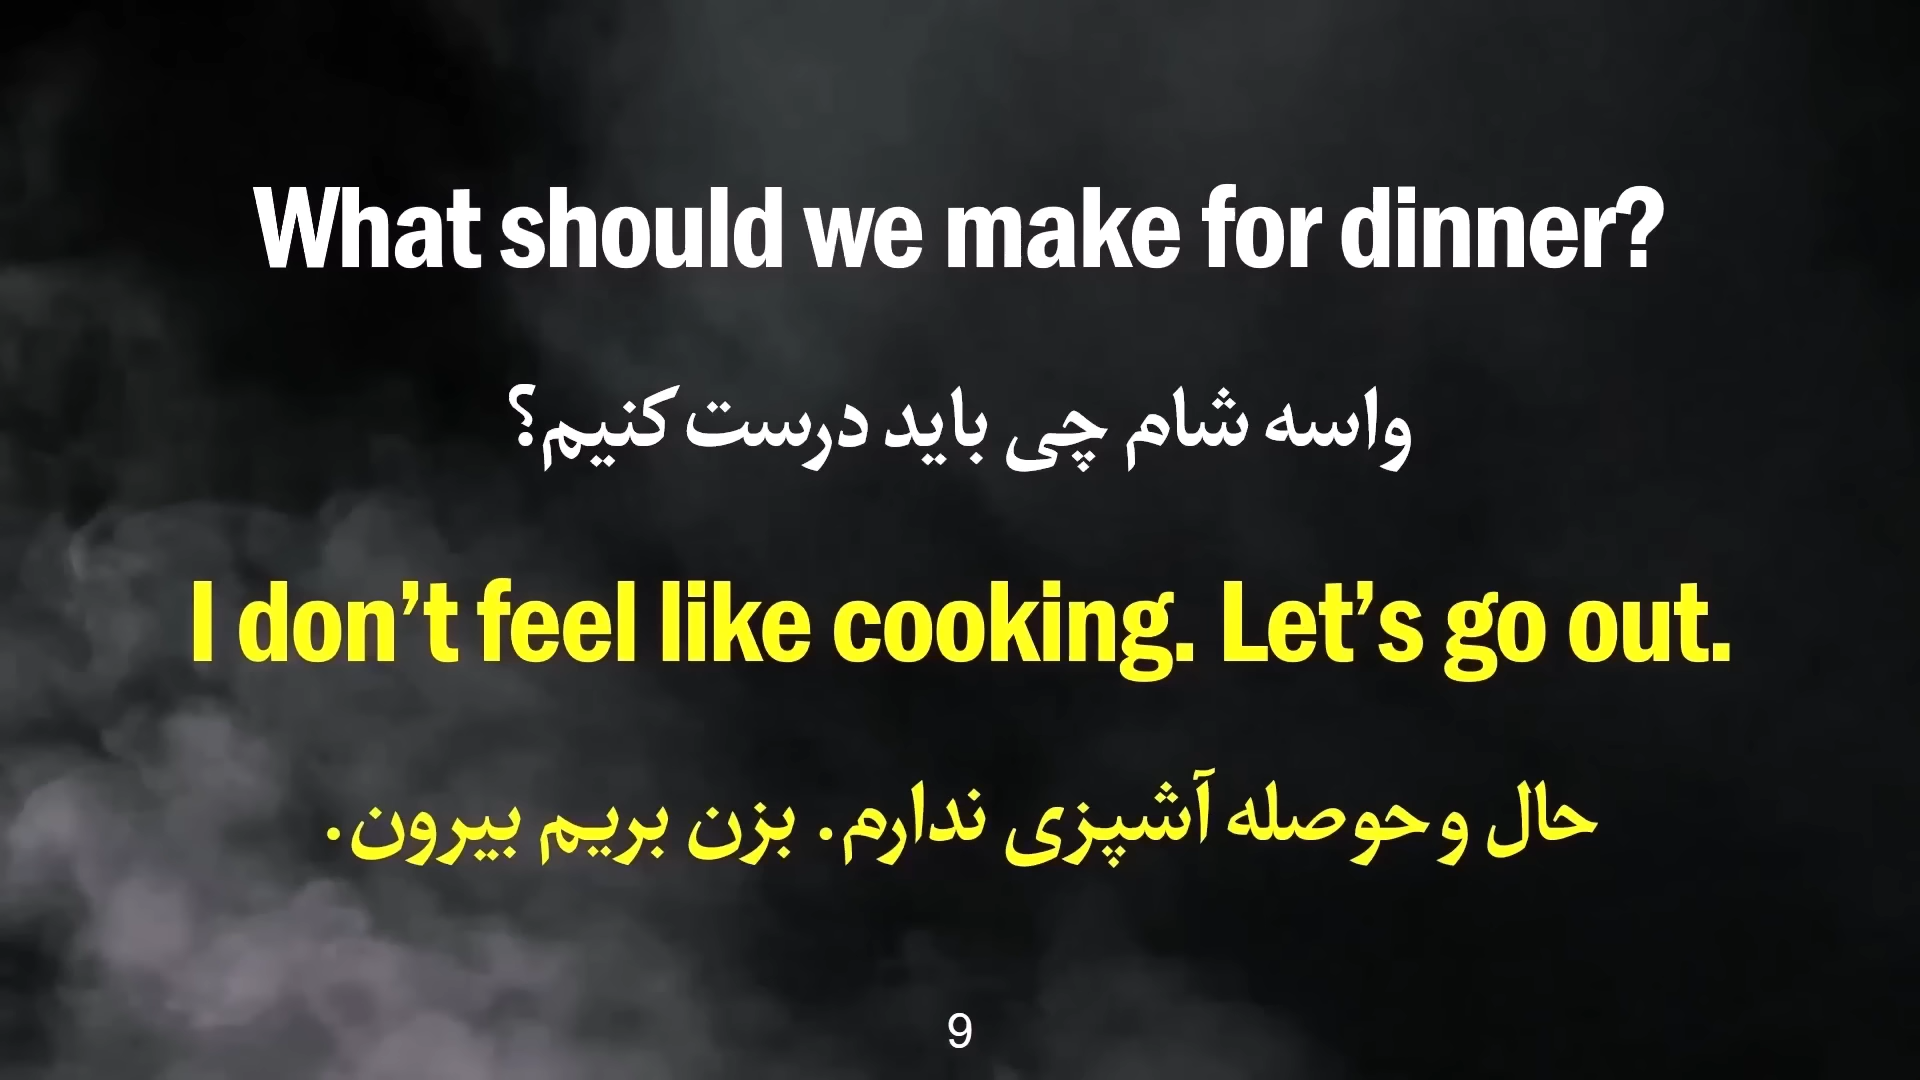 What should we make for dinner?
واسه شام چی باید درست کنیم؟
I don’t feel like cooking. Let’s go out.
حال و حوصله آشپزی ندارم. بزن بریم بیرون.
9